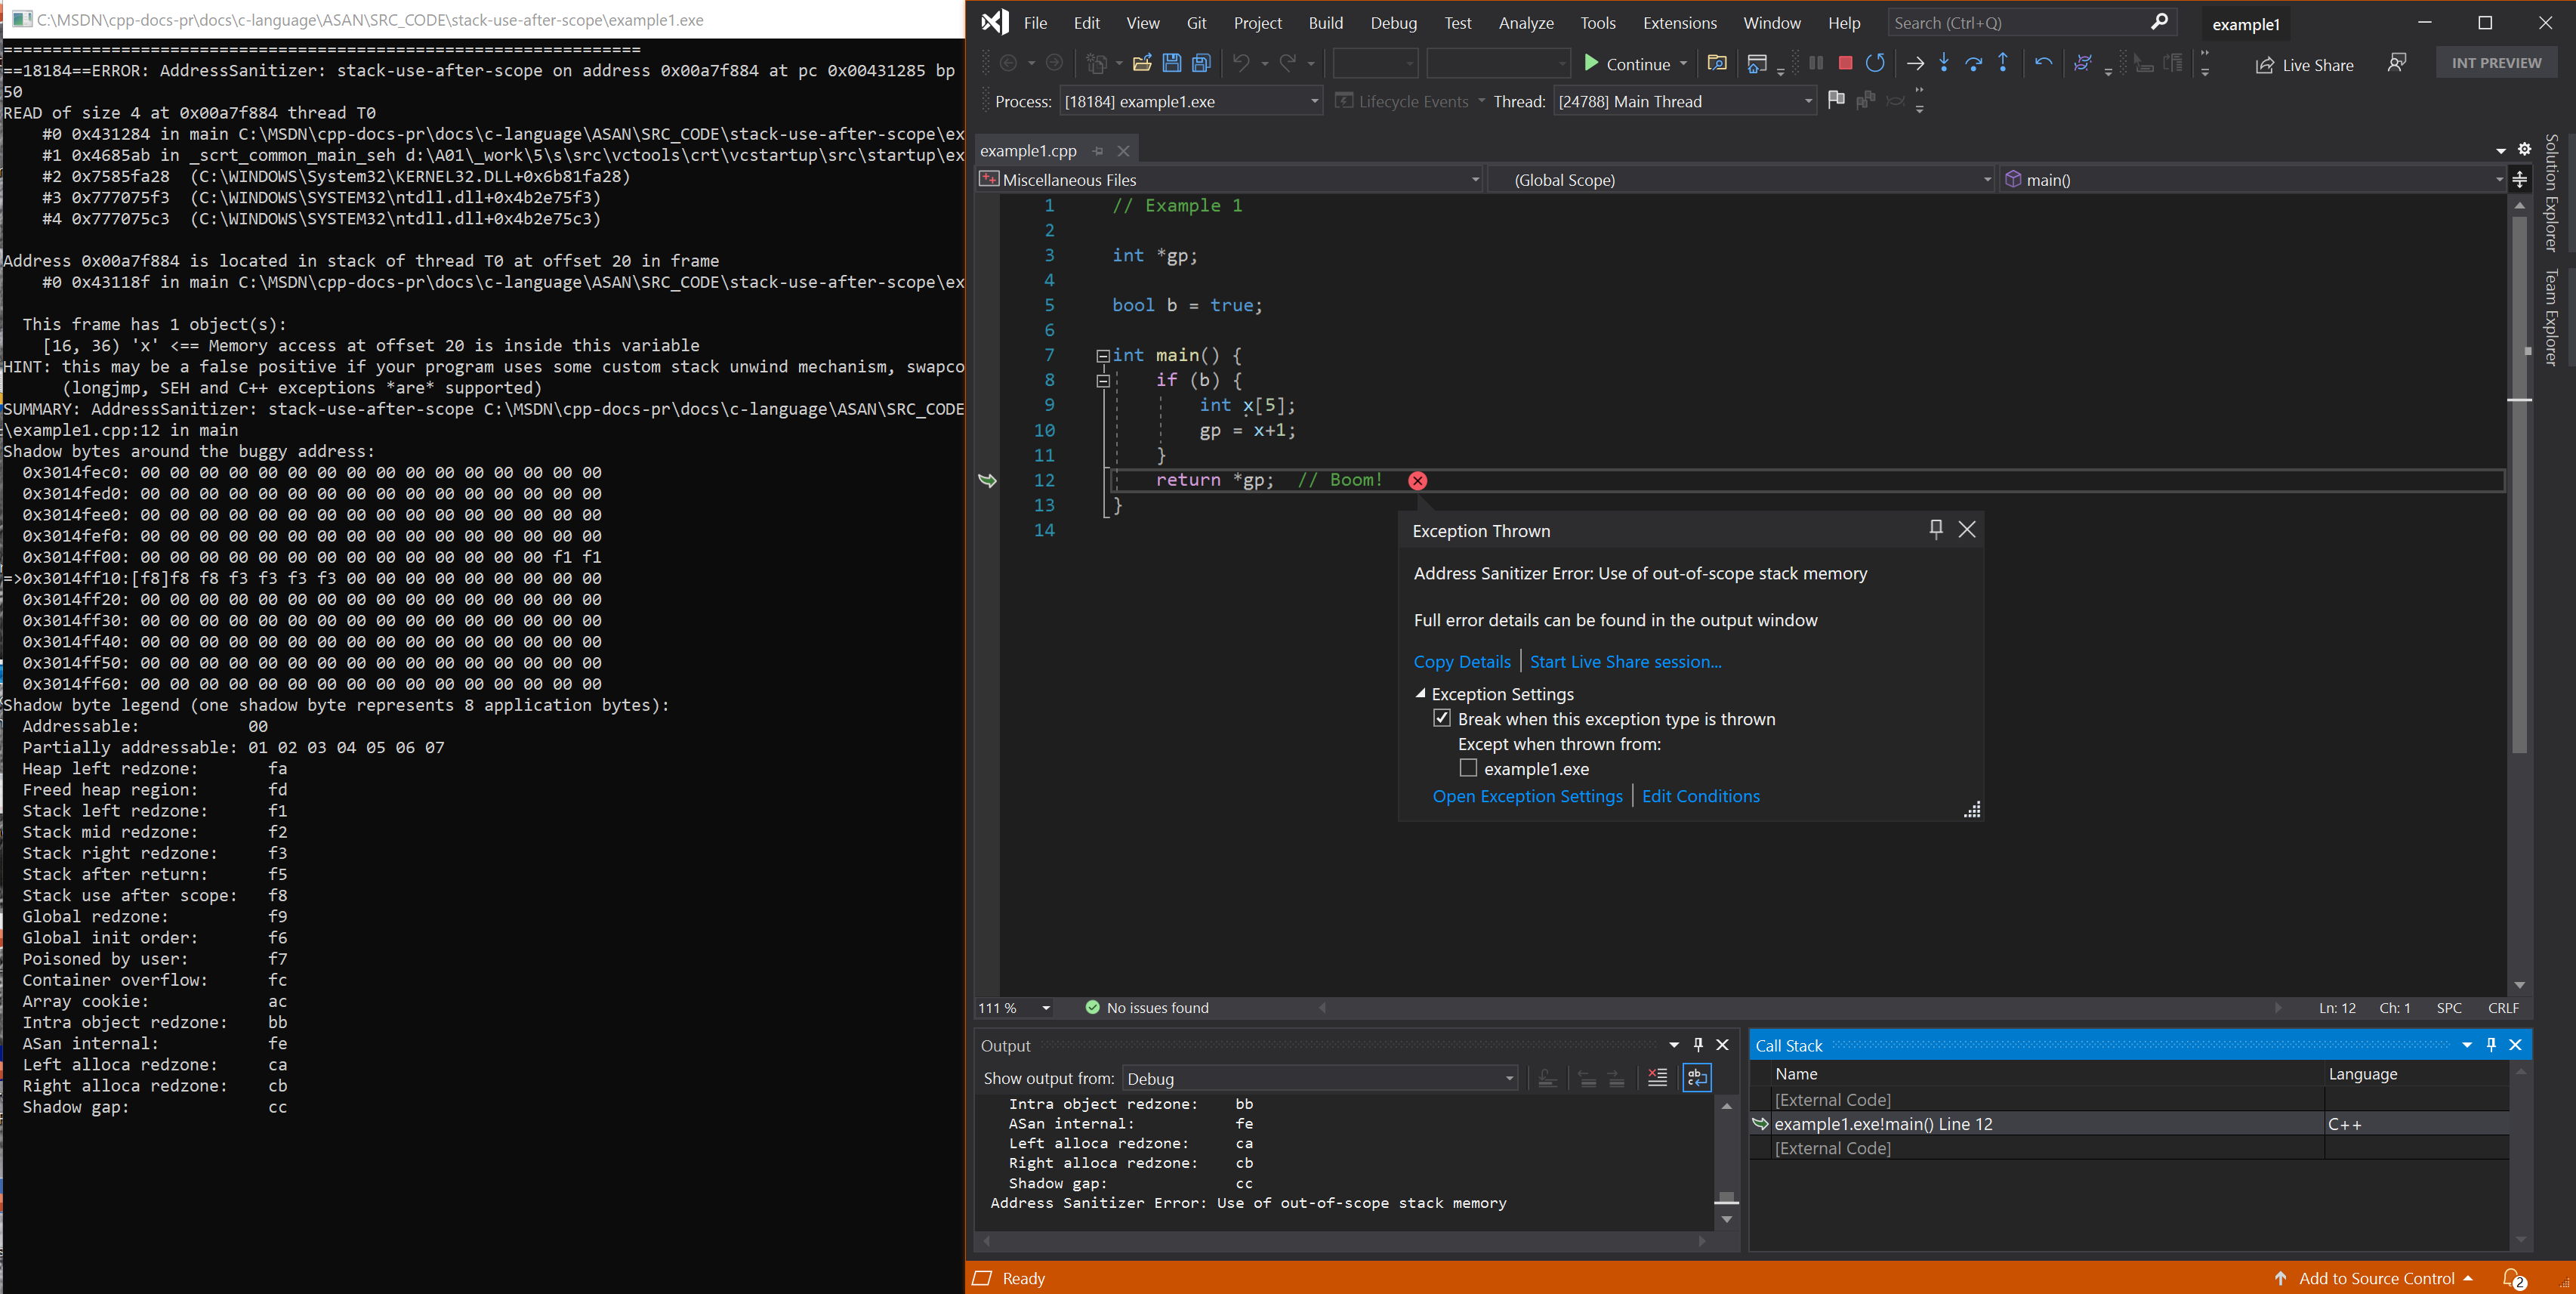 C:\MSDN\cpp-docs-pr\docs\c-language\ASAN\SRC_CODE\stack-use-after-scope\example1.exe
=================================================================
==18184==ERROR: AddressSanitizer: stack-use-after-scope on address 0x00a7f884 at pc 0x00431285 bp
50
READ of size 4 at 0x00a7f884 thread T0
#0 0x431284 in main C:\MSDN\cpp-docs-pr\docs\c-language\ASAN\SRC_CODE\stack-use-after-scope\ex
#1 0x4685ab in _scrt_common_main_seh d:\A01\_work\5\s\src\vctools\crt\vcstartup\src\startup\ex
#2 0x7585fa28  (C:\WINDOWS\System32\KERNEL32.DLL+0x6b81fa28)
#3 0x777075f3  (C:\WINDOWS\SYSTEM32\ntdll.dll+0x4b2e75f3)
#4 0x777075c3  (C:\WINDOWS\SYSTEM32\ntdll.dll+0x4b2e75c3)
Address 0x00a7f884 is located in stack of thread T0 at offset 20 in frame
#0 0x43118f in main C:\MSDN\cpp-docs-pr\docs\c-language\ASAN\SRC_CODE\stack-use-after-scope\ex
This frame has 1 object(s):
[16, 36) 'x' <== Memory access at offset 20 is inside this variable
HINT: this may be a false positive if your program uses some custom stack unwind mechanism, swapco
(longjmp, SEH and C++ exceptions *are* supported)
SUMMARY: AddressSanitizer: stack-use-after-scope C:\MSDN\cpp-docs-pr\docs\c-language\ASAN\SRC_CODE
\example1.cpp:12 in main
Shadow bytes around the buggy address:
0x3014fec0: 00 00 00 00 00 00 00 00 00 00 00 00 00 00 00 00
0x3014fed0: 00 00 00 00 00 00 00 00 00 00 00 00 00 00 00 00
0x3014fee0: 00 00 00 00 00 00 00 00 00 00 00 00 00 00 00 00
0x3014fef0: 00 00 00 00 00 00 00 00 00 00 00 00 00 00 00 00
0x3014ff00: 00 00 00 00 00 00 00 00 00 00 00 00 00 00 f1 f1
=>0x3014ff10:[f8]f8 f8 f3 f3 f3 f3 00 00 00 00 00 00 00 00 00
0x3014ff20: 00 00 00 00 00 00 00 00 00 00 00 00 00 00 00 00
0x3014ff30: 00 00 00 00 00 00 00 00 00 00 00 00 00 00 00 00
0x3014ff40: 00 00 00 00 00 00 00 00 00 00 00 00 00 00 00 00
0x3014ff50: 00 00 00 00 00 00 00 00 00 00 00 00 00 00 00 00
0x3014ff60: 00 00 00 00 00 00 00 00 00 00 00 00 00 00 00 00
Shadow byte legend (one shadow byte represents 8 application bytes):
Addressable: 00
Partially addressable: 01 02 03 04 05 06 07
Heap left redzone: fa
Freed heap region: fd
Stack left redzone: f1
Stack mid redzone: f2
Stack right redzone: f3
Stack after return: f5
Stack use after scope: f8
Global redzone: f9
Global init order: f6
Poisoned by user: f7
Container overflow: fc
Array cookie: ac
Intra object redzone: bb
ASan internal: fe
Left alloca redzone: ca
Right alloca redzone: cb
Shadow gap: cc
File Edit View Git Project Build Debug Test Analyze Tools Extensions Window Help Search (Ctrl+Q) example1
Continue Live Share INT PREVIEW
Process: [18184] example1.exe Lifecycle Events Thread: [24788] Main Thread
example1.cpp
Miscellaneous Files (Global Scope) main()
1 // Example 1
2
3 int *gp;
4
5 bool b = true;
6
7 int main() {
8 if (b) {
9 int x[5];
10 gp = x+1;
11 }
12 return *gp;  // Boom!
13 }
14
Exception Thrown
Address Sanitizer Error: Use of out-of-scope stack memory
Full error details can be found in the output window
Copy Details | Start Live Share session...
Exception Settings
Break when this exception type is thrown
Except when thrown from:
example1.exe
Open Exception Settings | Edit Conditions
Solution Explorer
Team Explorer
111 % No issues found Ln: 12 Ch: 1 SPC CRLF
Output
Show output from: Debug
Intra object redzone: bb
ASan internal: fe
Left alloca redzone: ca
Right alloca redzone: cb
Shadow gap: cc
Address Sanitizer Error: Use of out-of-scope stack memory
Call Stack
Name Language
[External Code]
example1.exe!main() Line 12 C++
[External Code]
Ready Add to Source Control 2